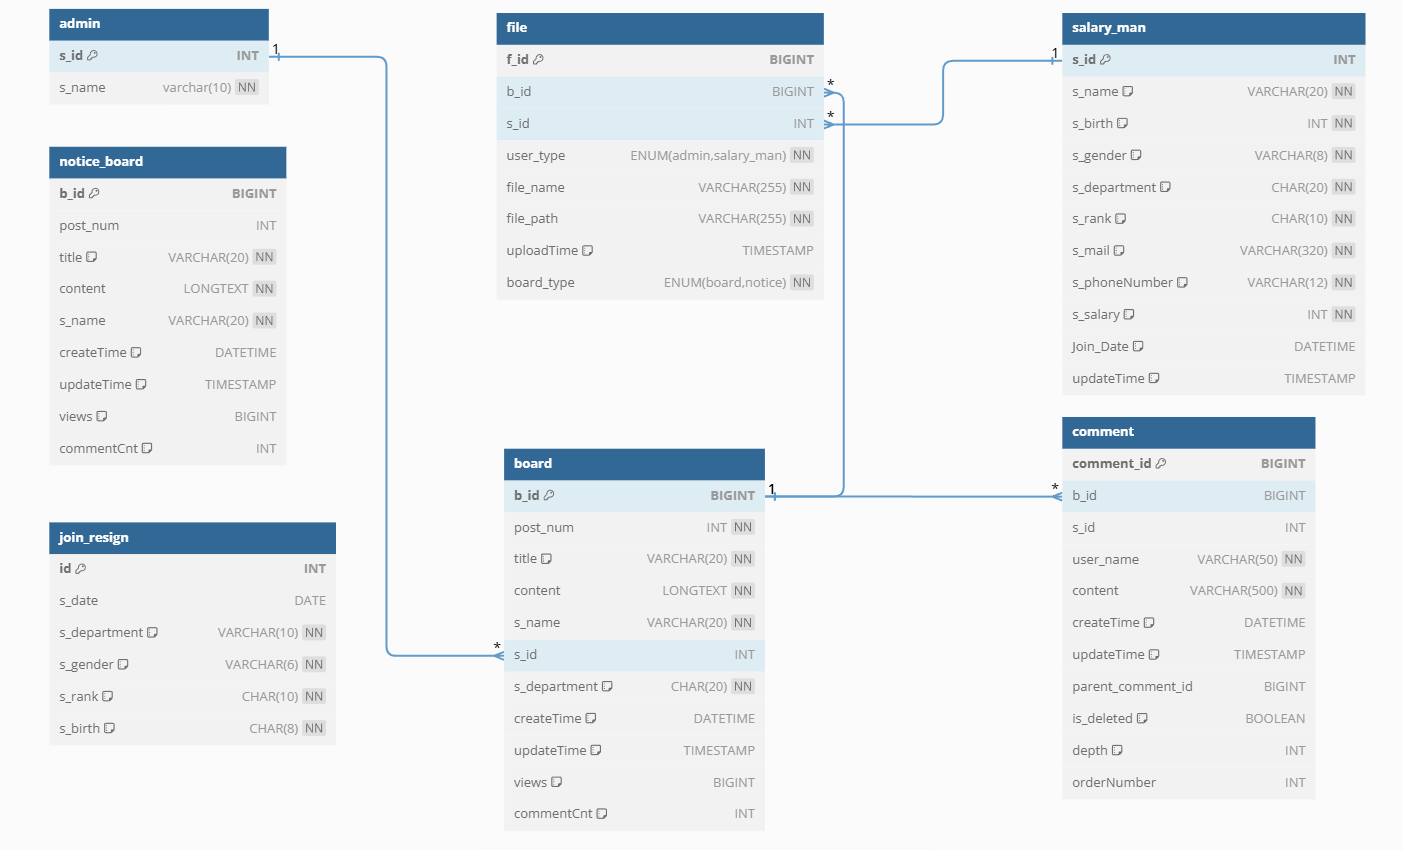 admin
s_id INT
s_name varchar(10) NN
1
notice_board
b_id BIGINT
post_num INT
title VARCHAR(20) NN
content LONGTEXT NN
s_name VARCHAR(20) NN
createTime DATETIME
updateTime TIMESTAMP
views BIGINT
commentCnt INT
join_resign
id INT
s_date DATE
s_department VARCHAR(10) NN
s_gender VARCHAR(6) NN
s_rank CHAR(10) NN
s_birth CHAR(8) NN
file
f_id BIGINT
b_id BIGINT
*
s_id INT
*
user_type ENUM(admin,salary_man) NN
file_name VARCHAR(255) NN
file_path VARCHAR(255) NN
uploadTime TIMESTAMP
board_type ENUM(board,notice) NN
board
b_id BIGINT
1
post_num INT NN
title VARCHAR(20) NN
content LONGTEXT NN
s_name VARCHAR(20) NN
*
s_id INT
s_department CHAR(20) NN
createTime DATETIME
updateTime TIMESTAMP
views BIGINT
commentCnt INT
salary_man
1
s_id INT
s_name VARCHAR(20) NN
s_birth INT NN
s_gender VARCHAR(8) NN
s_department CHAR(20) NN
s_rank CHAR(10) NN
s_mail VARCHAR(320) NN
s_phoneNumber VARCHAR(12) NN
s_salary INT NN
Join_Date DATETIME
updateTime TIMESTAMP
comment
comment_id BIGINT
*
b_id BIGINT
s_id INT
user_name VARCHAR(50) NN
content VARCHAR(500) NN
createTime DATETIME
updateTime TIMESTAMP
parent_comment_id BIGINT
is_deleted BOOLEAN
depth INT
orderNumber INT